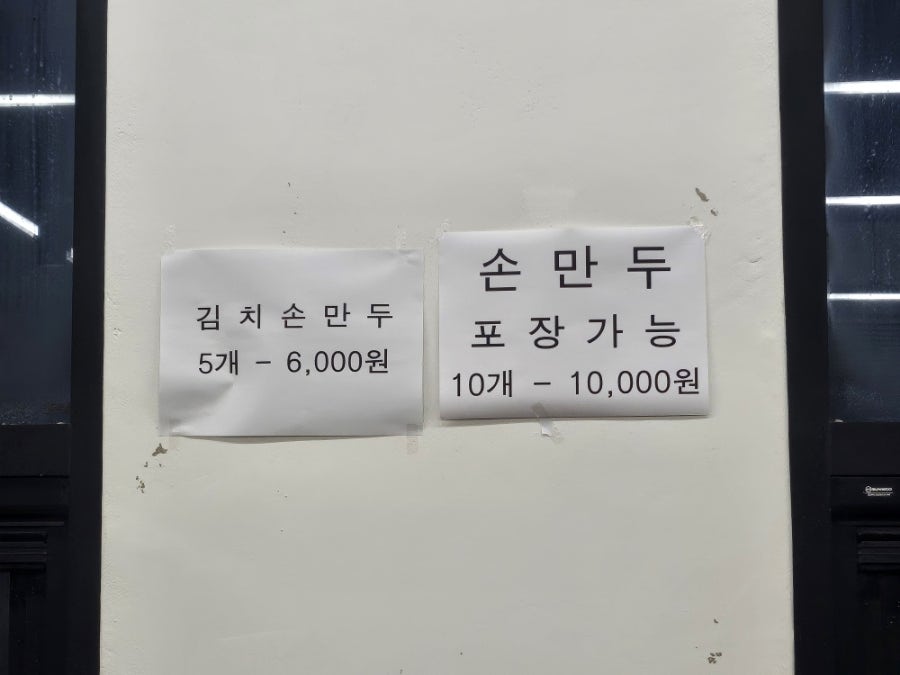 김치손만두
5개 - 6,000원
손만두
포장가능
10개 - 10,000원